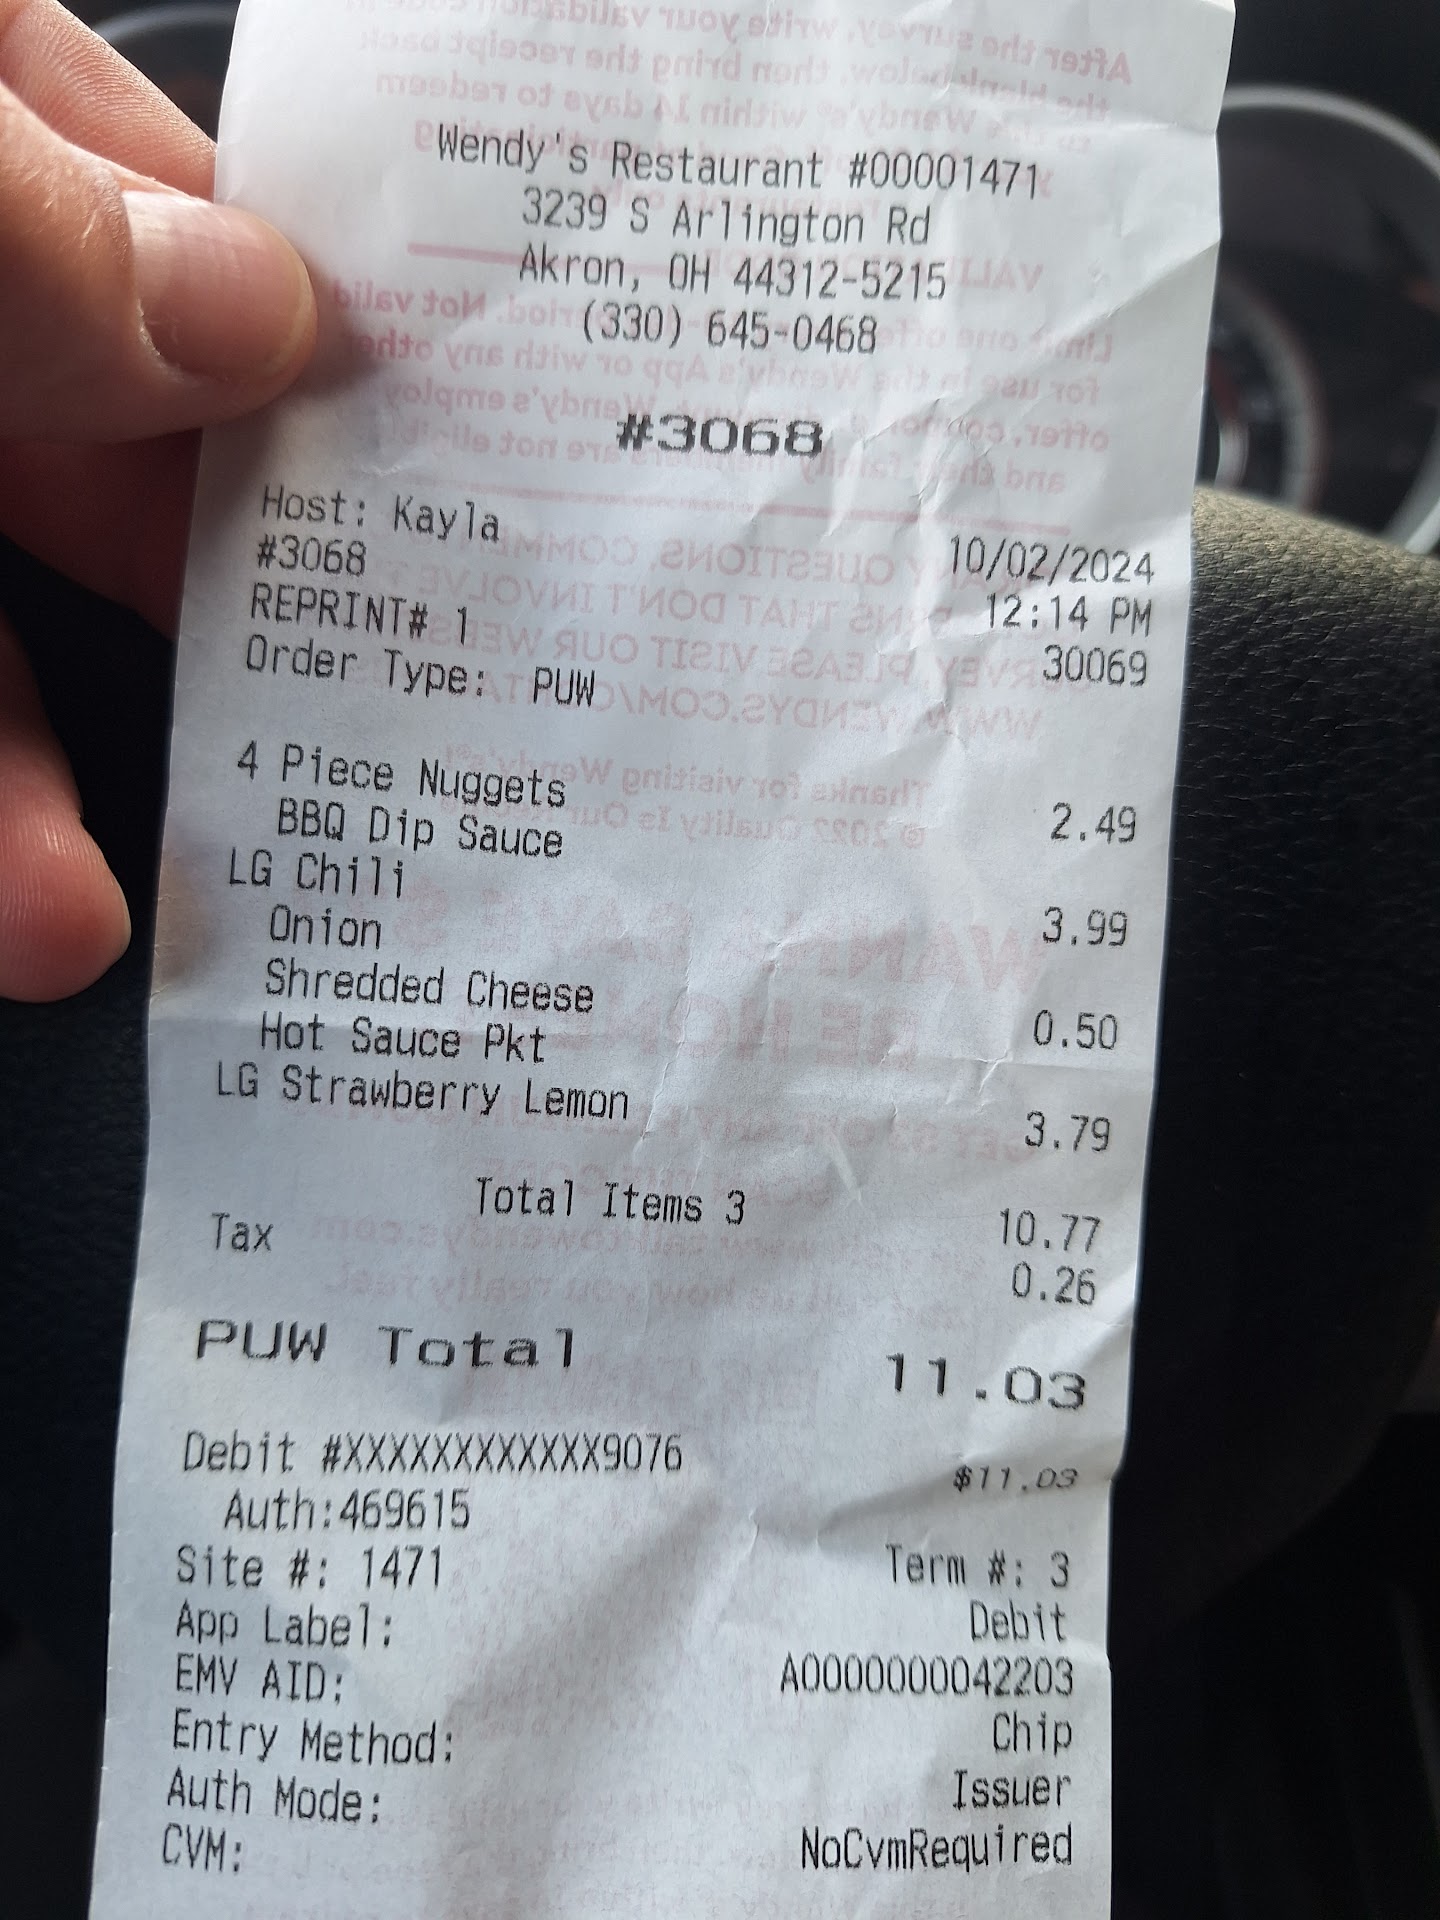 Wendy's Restaurant #00001471
3239 S Arlington Rd
Akron, OH 44312-5215
(330) 645-0468
#3068
Host: Kayla
10/02/2024
#3068
12:14 PM
REPRINT# 1
30069
Order Type: PUW
4 Piece Nuggets 2.49
BBQ Dip Sauce
LG Chili 3.99
Onion
Shredded Cheese 0.50
Hot Sauce Pkt
LG Strawberry Lemon 3.79
Total Items 3 10.77
Tax 0.26
PUW Total 11.03
Debit #XXXXXXXXXXXX9076 $11.03
Auth:469615
Site #: 1471 Term #: 3
App Label: Debit
EMV AID: A0000000042203
Entry Method: Chip
Auth Mode: Issuer
CVM: NoCvmRequired